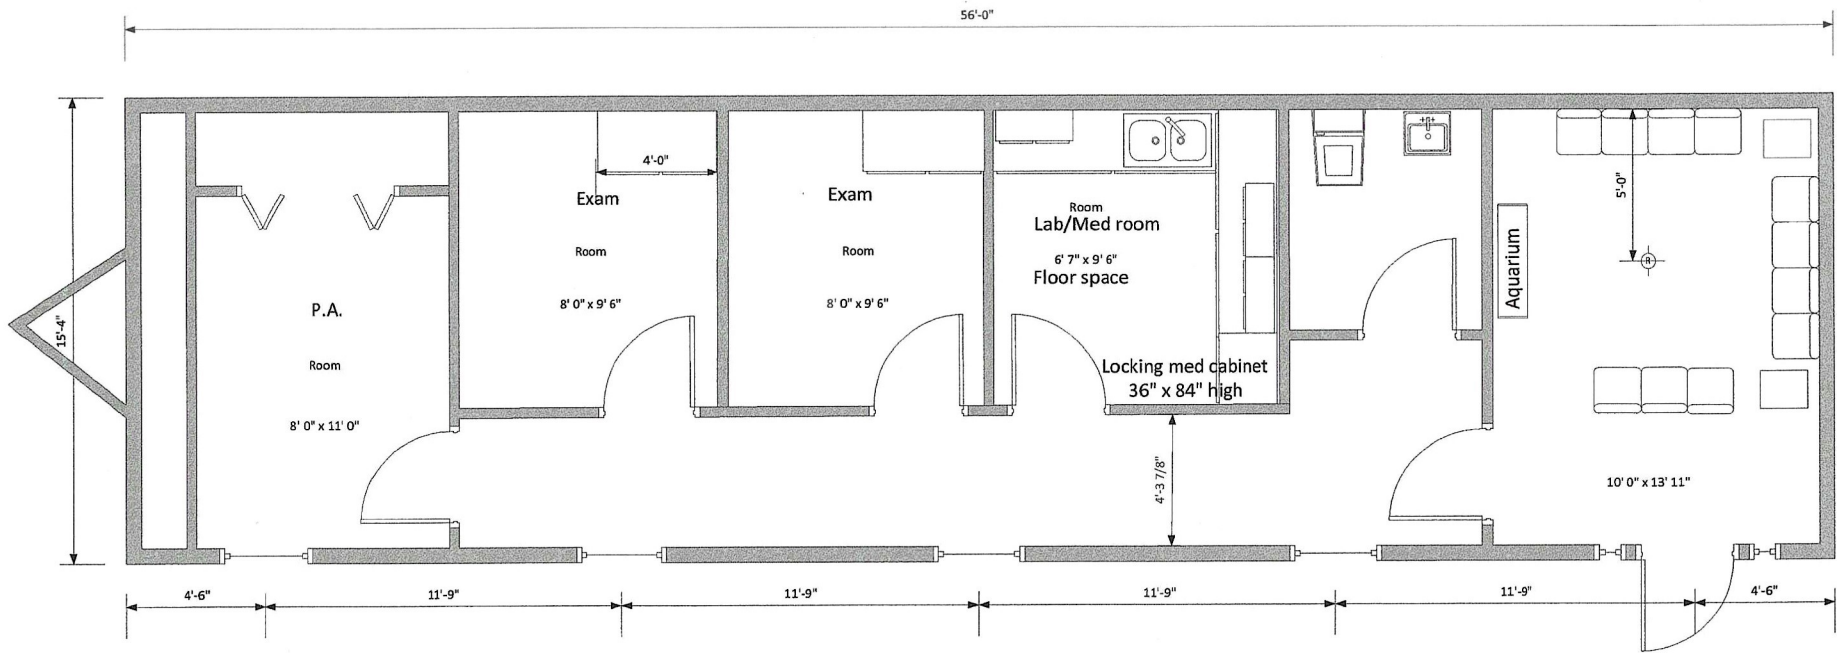 56'-0"
15'-4"
4'-0"
Exam
Room
8' 0" x 9' 6"
Exam
Room
8' 0" x 9' 6"
Room
Lab/Med room
6' 7" x 9' 6"
Floor space
Locking med cabinet
36" x 84" high
P.A.
Room
8' 0" x 11' 0"
Aquarium
5'-0"
R
10' 0" x 13' 11"
4'-3 7/8"
4'-6"
11'-9"
11'-9"
11'-9"
11'-9"
4'-6"